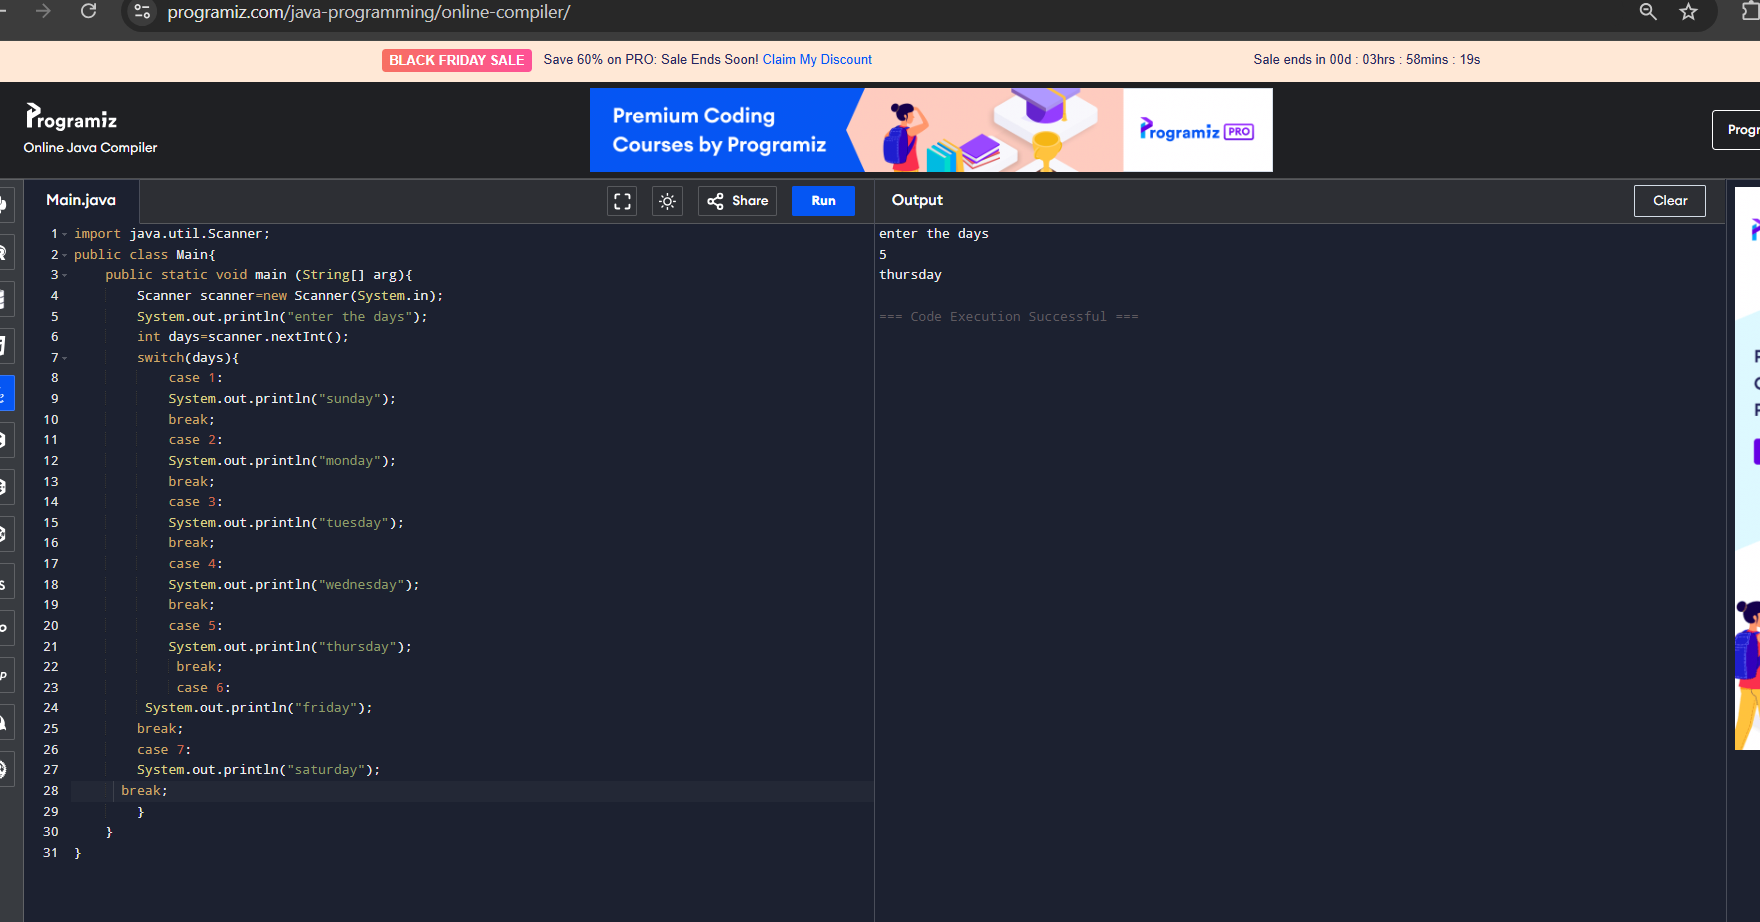 programiz.com/java-programming/online-compiler/
BLACK FRIDAY SALE Save 60% on PRO: Sale Ends Soon! Claim My Discount Sale ends in 00d : 03hrs : 58mins : 19s
Programiz
Online Java Compiler
Premium Coding
Courses by Programiz
Programiz PRO
Progr
Main.java
Share
Run
Output
Clear
1 import java.util.Scanner;
2 public class Main{
3 public static void main (String[] arg){
4 Scanner scanner=new Scanner(System.in);
5 System.out.println("enter the days");
6 int days=scanner.nextInt();
7 switch(days){
8 case 1:
9 System.out.println("sunday");
10 break;
11 case 2:
12 System.out.println("monday");
13 break;
14 case 3:
15 System.out.println("tuesday");
16 break;
17 case 4:
18 System.out.println("wednesday");
19 break;
20 case 5:
21 System.out.println("thursday");
22 break;
23 case 6:
24 System.out.println("friday");
25 break;
26 case 7:
27 System.out.println("saturday");
28 break;
29 }
30 }
31 }
enter the days
5
thursday
=== Code Execution Successful ===